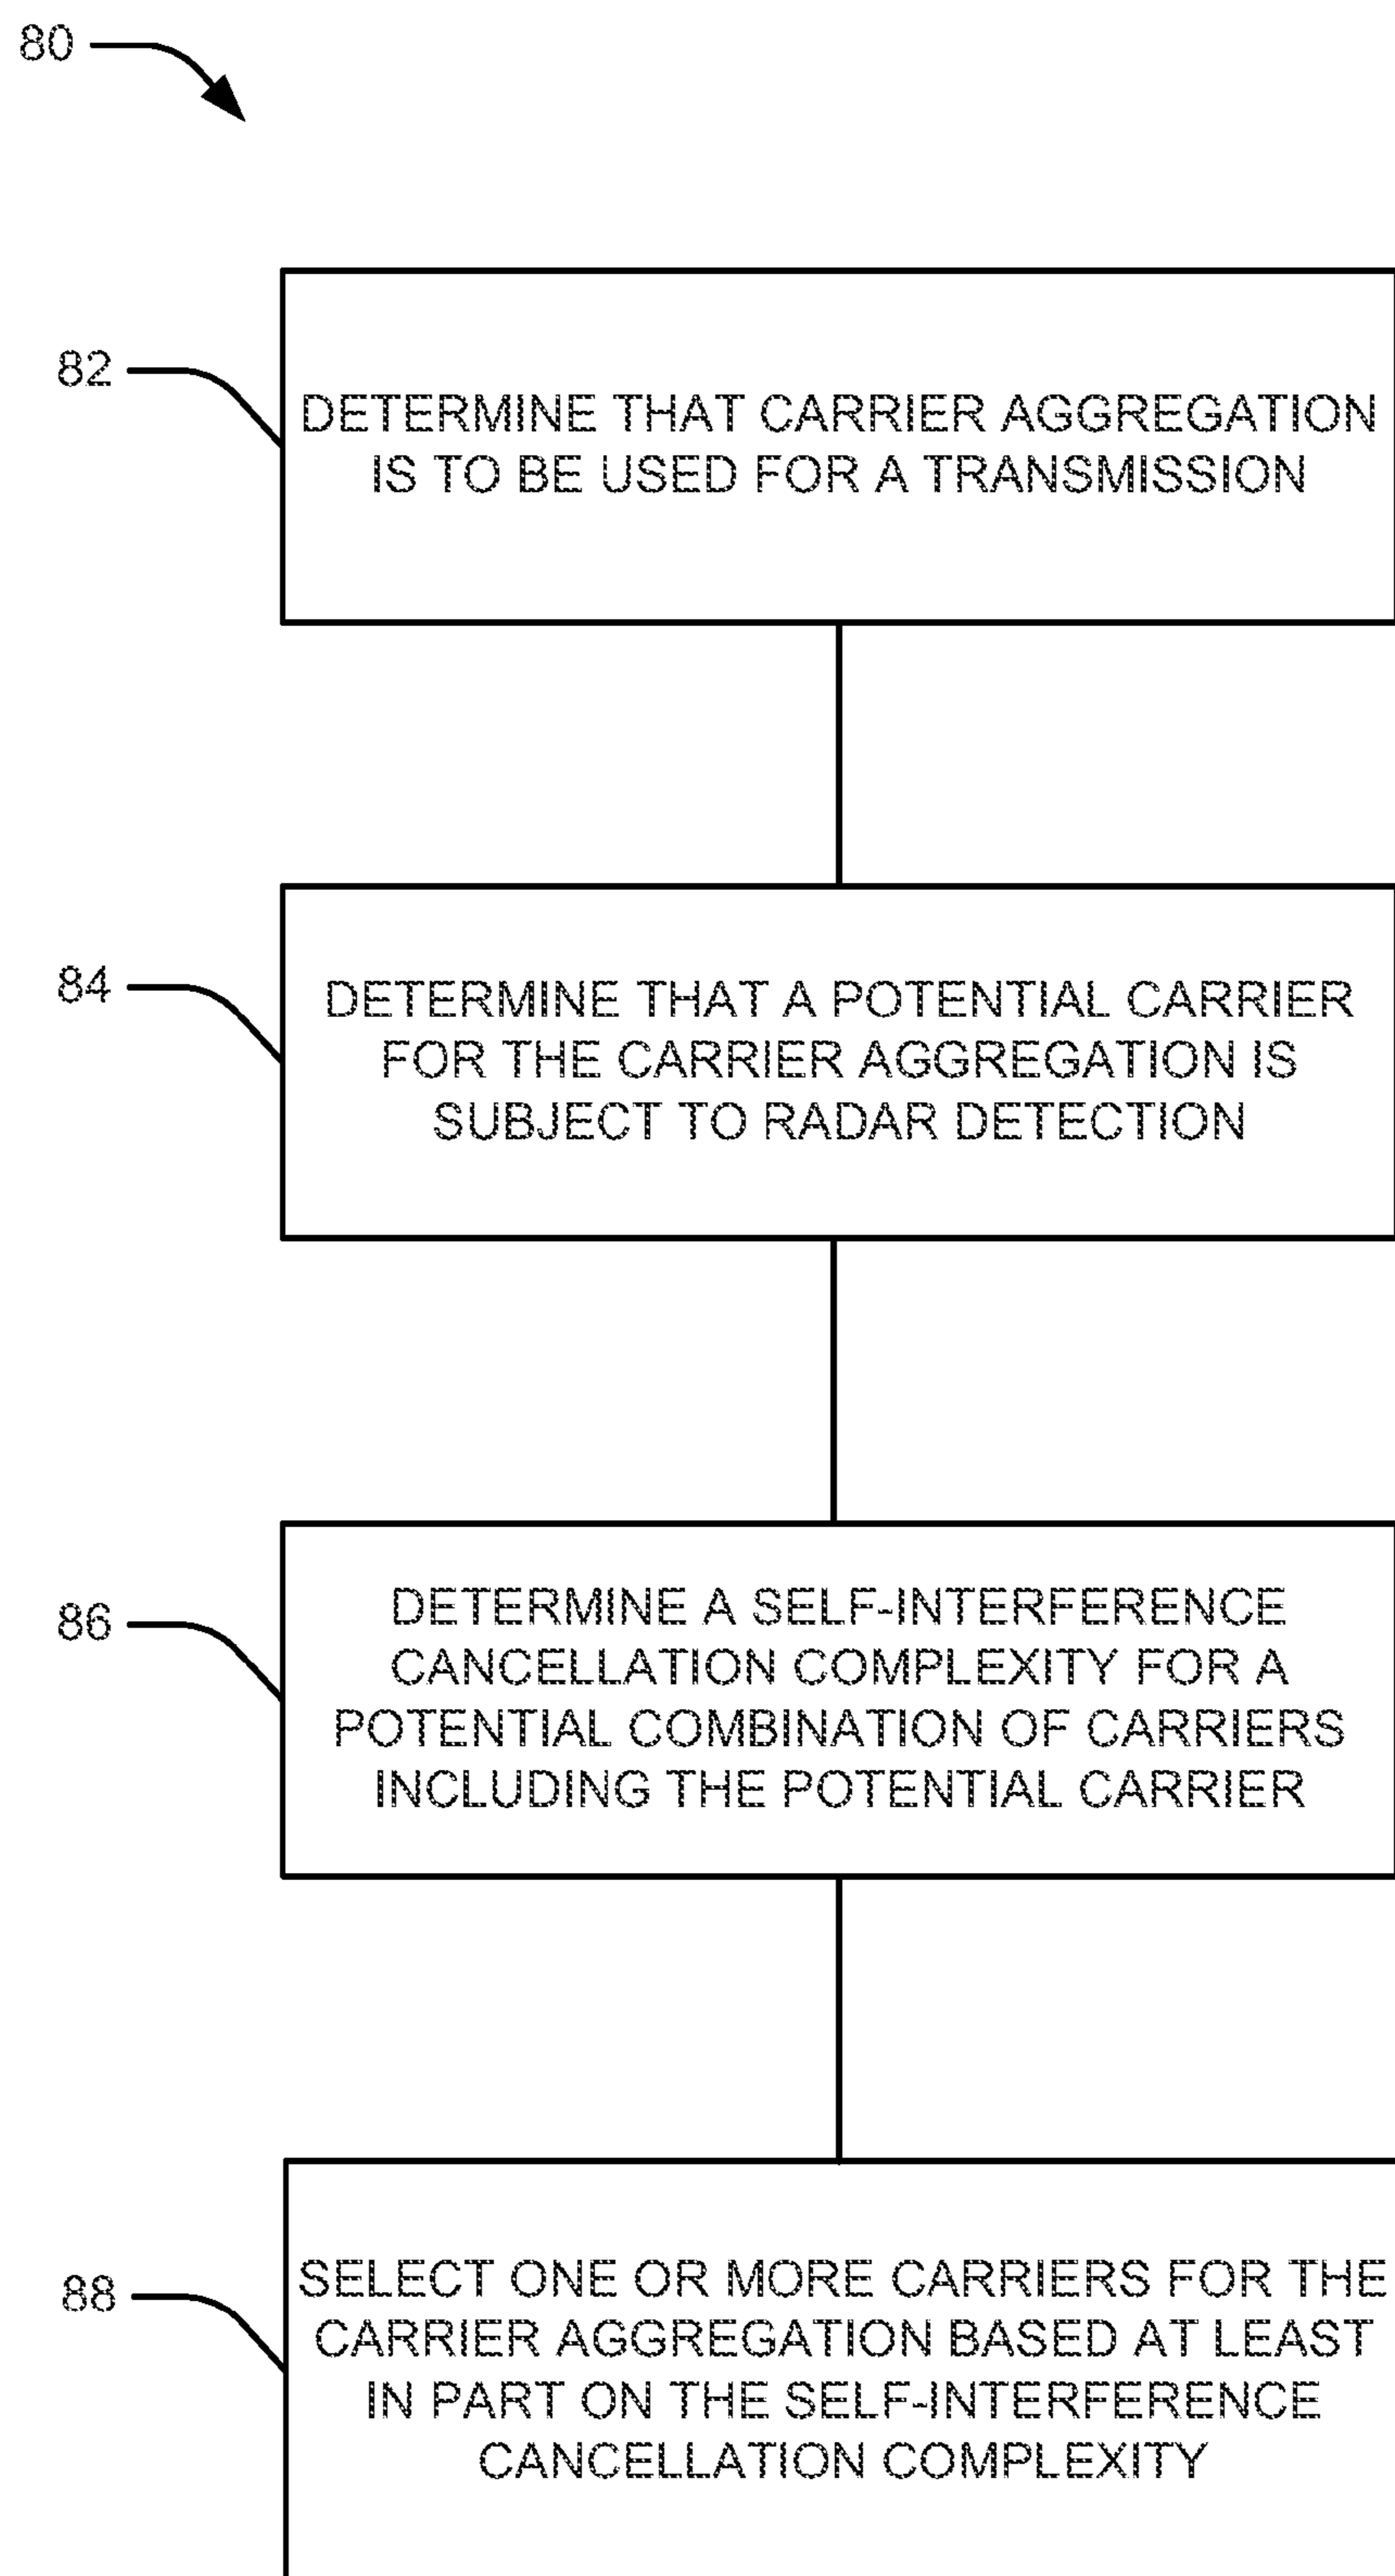 80
82
DETERMINE THAT CARRIER AGGREGATION
IS TO BE USED FOR A TRANSMISSION
84
DETERMINE THAT A POTENTIAL CARRIER
FOR THE CARRIER AGGREGATION IS
SUBJECT TO RADAR DETECTION
86
DETERMINE A SELF-INTERFERENCE
CANCELLATION COMPLEXITY FOR A
POTENTIAL COMBINATION OF CARRIERS
INCLUDING THE POTENTIAL CARRIER
88
SELECT ONE OR MORE CARRIERS FOR THE
CARRIER AGGREGATION BASED AT LEAST
IN PART ON THE SELF-INTERFERENCE
CANCELLATION COMPLEXITY